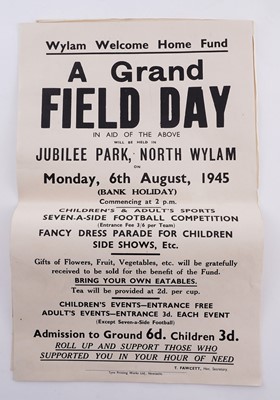 Wylam Welcome Home Fund
A Grand
FIELD DAY
IN AID OF THE ABOVE
WILL BE HELD IN
JUBILEE PARK, NORTH WYLAM
ON
Monday, 6th August, 1945
(BANK HOLIDAY)
Commencing at 2 p.m.
CHILDREN'S & ADULT'S SPORTS
SEVEN-A-SIDE FOOTBALL COMPETITION
(Entrance Fee 3/6 per Team)
FANCY DRESS PARADE FOR CHILDREN
SIDE SHOWS, Etc.
Gifts of Flowers, Fruit, Vegetables, etc. will be gratefully
received to be sold for the benefit of the Fund.
BRING YOUR OWN EATABLES.
Tea will be provided at 2d. per cup.
CHILDREN'S EVENTS—ENTRANCE FREE
ADULT'S EVENTS—ENTRANCE 3d. EACH EVENT
(Except Seven-a-Side Football)
Admission to Ground 6d. Children 3d.
ROLL UP AND SUPPORT THOSE WHO
SUPPORTED YOU IN YOUR HOUR OF NEED
T. FAWCETT, Hon. Secretary.
Tyne Printing Works Ltd.,